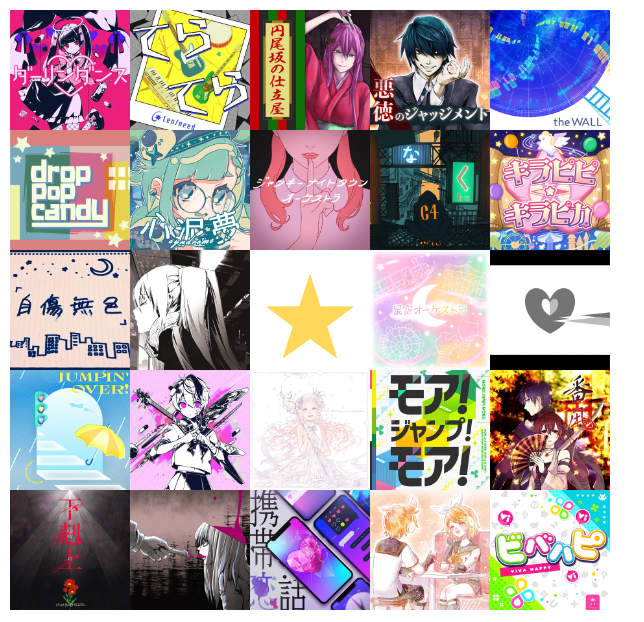 ダーリンダンス
てらてら
Leo/need
円尾坂の仕立屋
悪徳のジャッジメント
the WALL
drop
pop
candy
心沢夢
ジャンキーナイトタウン
オーケストラ
な
く
G4
キラピピ
★
キラピカ
「自傷無色」
星空オーケストラ
JUMPIN'
OVER!
モア!
ジャンプ!
モア!
番凩
下剋上
携帯
話
ビバハピ
VIVA HAPPY